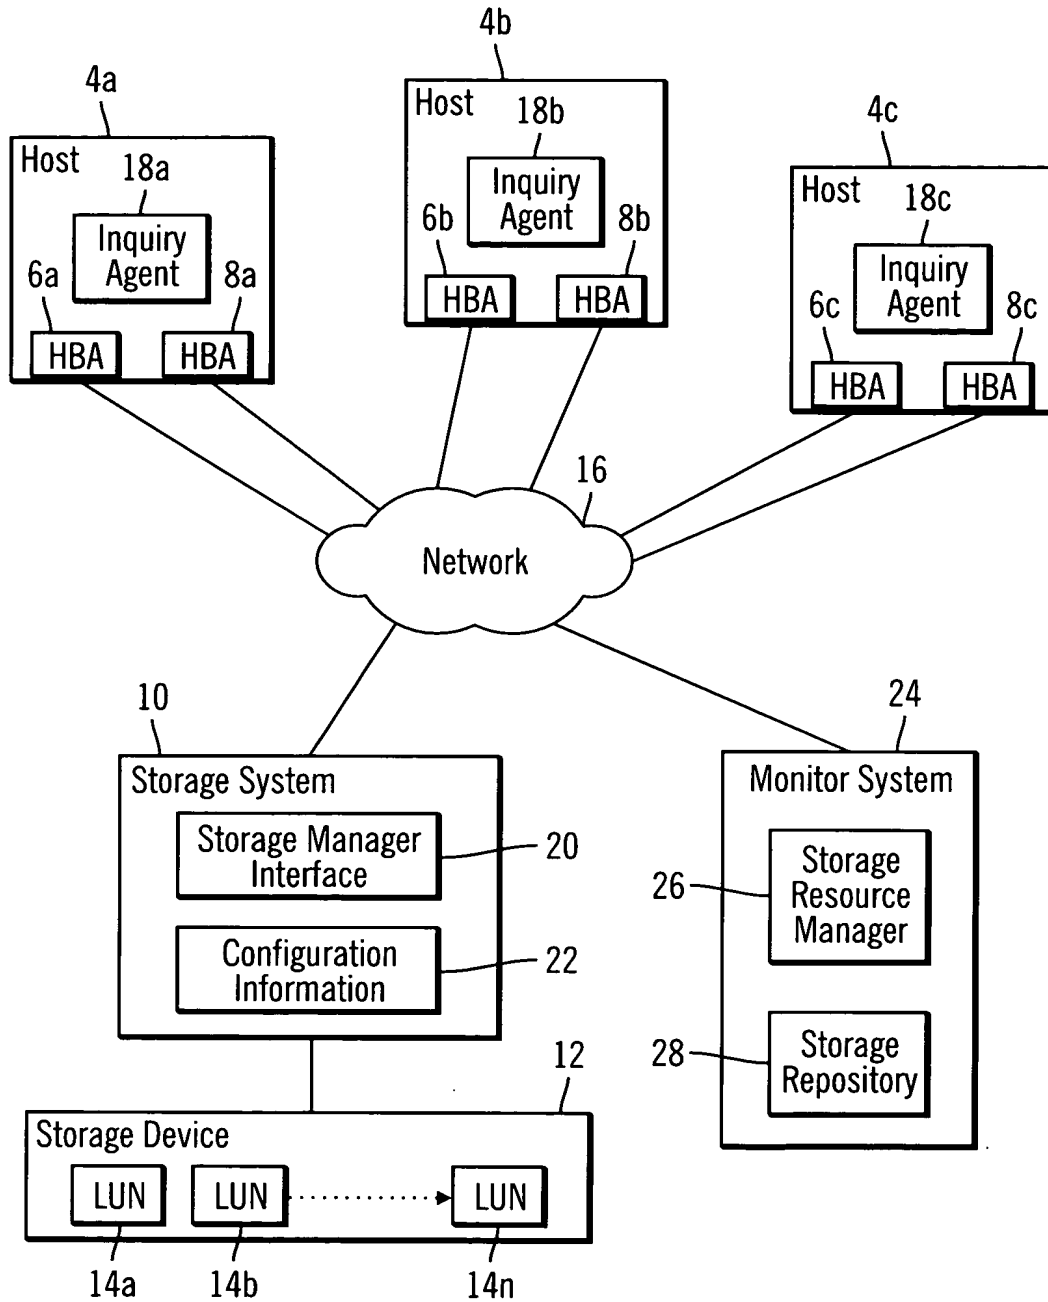 4b
4a
Host
18b
4c
Host
18a
Inquiry
Agent
Host
18c
6b
8b
Inquiry
Agent
Inquiry
Agent
6a
8a
HBA
HBA
6c
8c
HBA
HBA
HBA
HBA
16
Network
10
24
Storage System
Monitor System
Storage Manager
Interface
20
Storage
Resource
Manager
26
Configuration
Information
22
Storage
Repository
28
12
Storage Device
LUN
LUN
LUN
14a
14b
14n